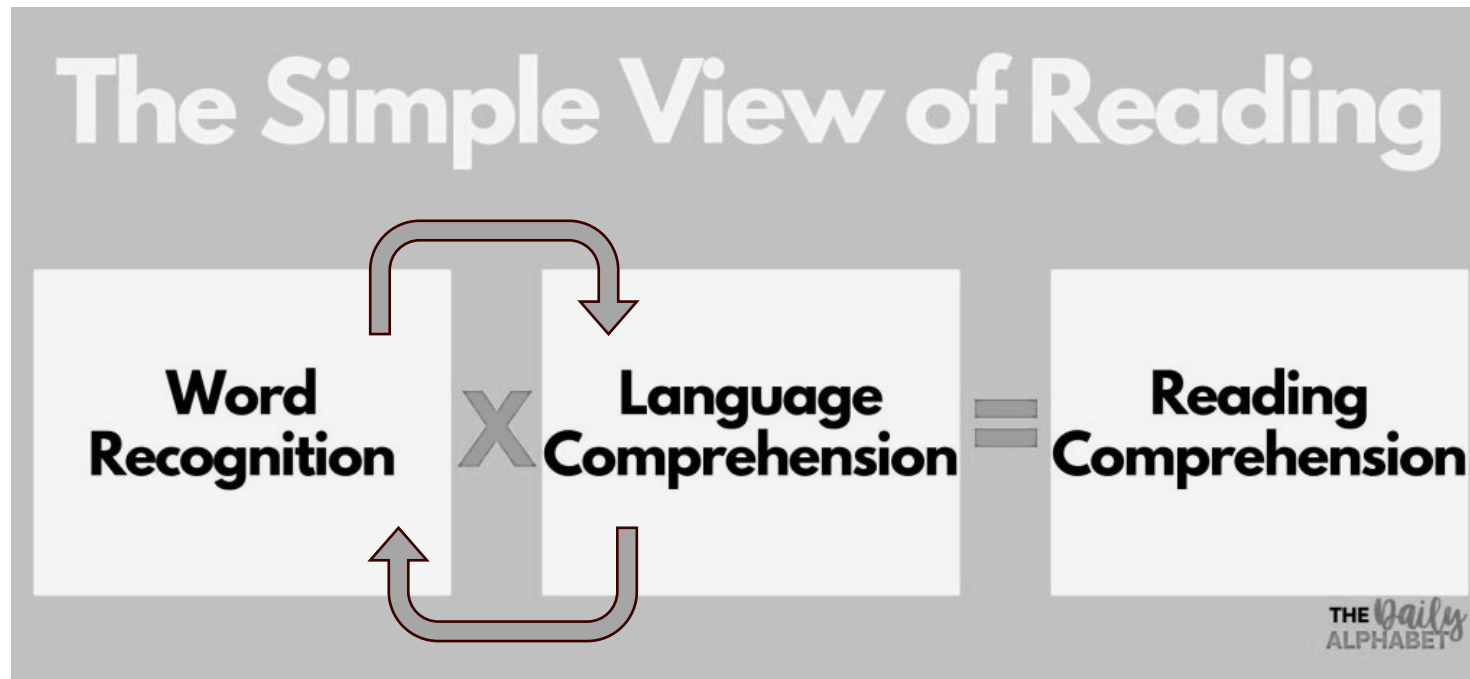 The Simple View of Reading
Word
Recognition
X
Language
Comprehension
=
Reading
Comprehension
THE Daily
ALPHABET